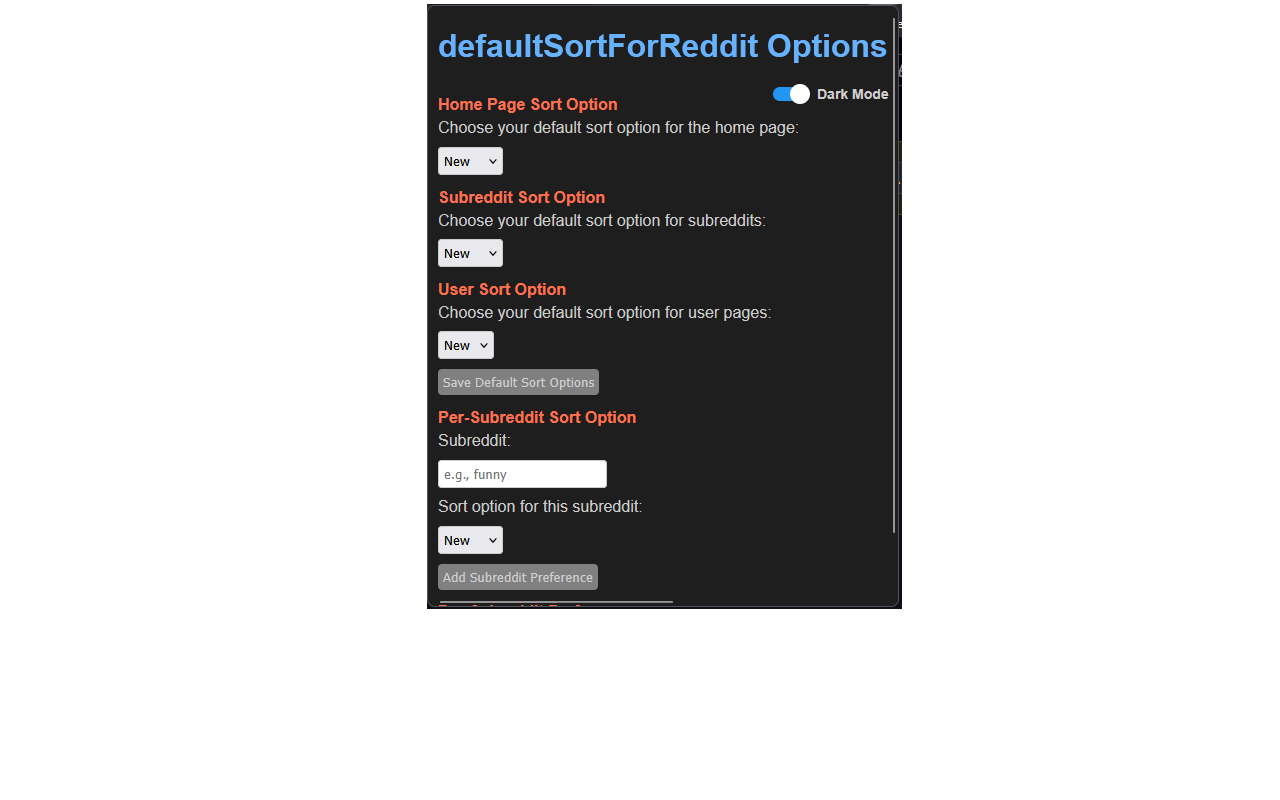 defaultSortForReddit Options
Dark Mode
Home Page Sort Option
Choose your default sort option for the home page:
New
Subreddit Sort Option
Choose your default sort option for subreddits:
New
User Sort Option
Choose your default sort option for user pages:
New
Save Default Sort Options
Per-Subreddit Sort Option
Subreddit:
e.g., funny
Sort option for this subreddit:
New
Add Subreddit Preference